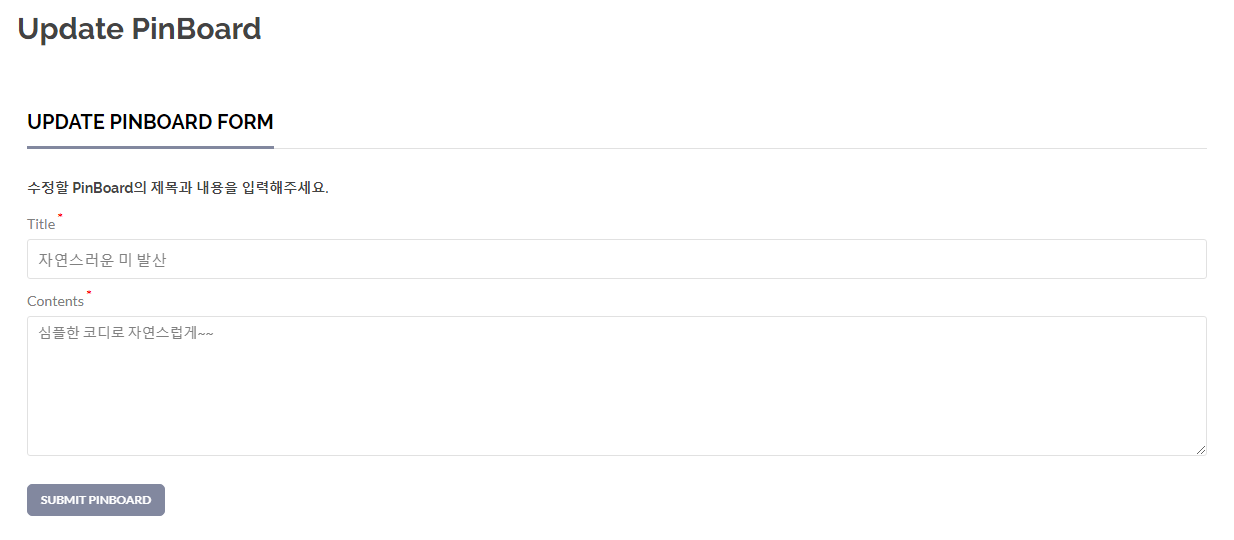 Update PinBoard
UPDATE PINBOARD FORM
수정할 PinBoard의 제목과 내용을 입력해주세요.
Title *
자연스러운 미 발산
Contents *
심플한 코디로 자연스럽게~~
SUBMIT PINBOARD